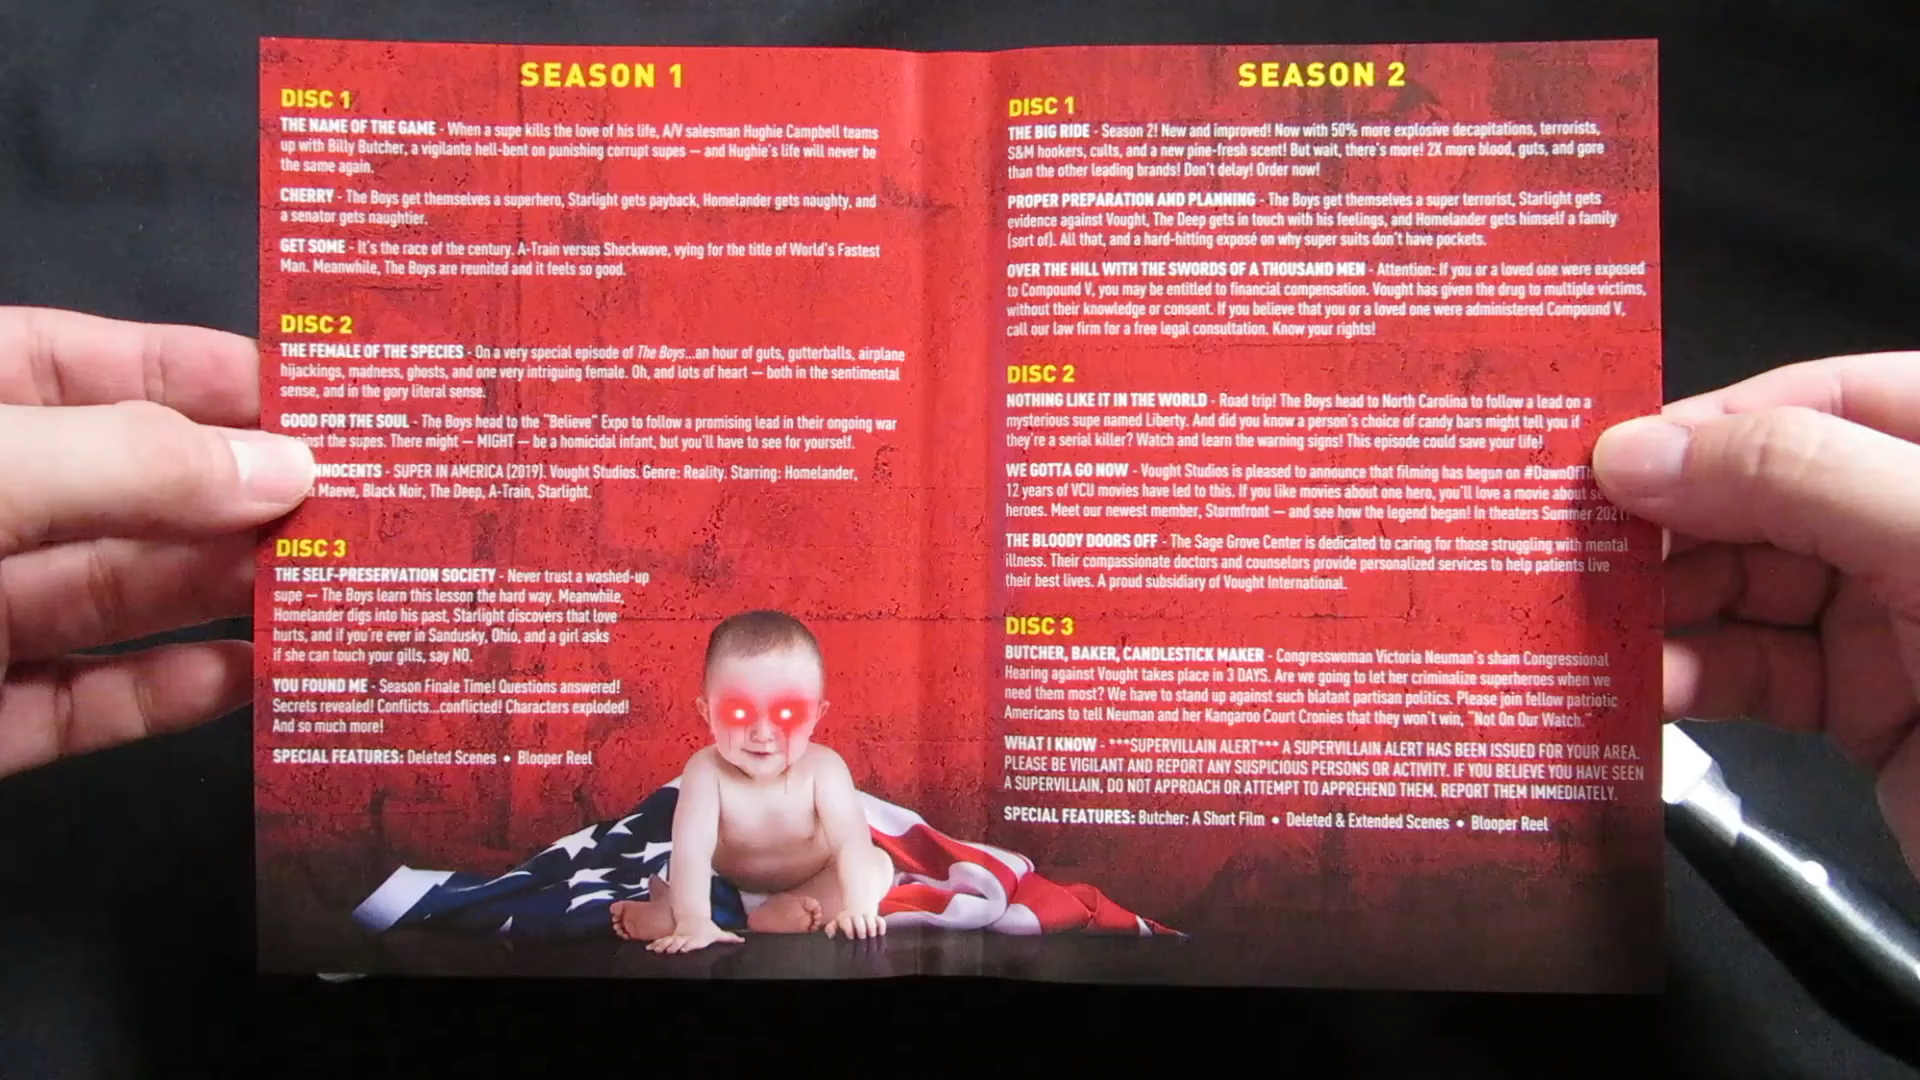 SEASON 1
DISC 1
THE NAME OF THE GAME - When a supe kills the love of his life, A/V salesman Hughie Campbell teams
up with Billy Butcher, a vigilante hell-bent on punishing corrupt supes — and Hughie's life will never be
the same again.
CHERRY - The Boys get themselves a superhero, Starlight gets payback, Homelander gets naughty, and
a senator gets naughtier.
GET SOME - It's the race of the century. A-Train versus Shockwave, vying for the title of World's Fastest
Man. Meanwhile, The Boys are reunited and it feels so good.
DISC 2
THE FEMALE OF THE SPECIES - On a very special episode of The Boys...an hour of guts, gutterballs, airplane
hijackings, madness, ghosts, and one very intriguing female. Oh, and lots of heart — both in the sentimental
sense, and in the gory literal sense.
GOOD FOR THE SOUL - The Boys head to the "Believe" Expo to follow a promising lead in their ongoing war
the supes. There might — MIGHT — be a homicidal infant, but you'll have to see for yourself.
- SUPER IN AMERICA (2019). Vought Studios. Genre: Reality. Starring: Homelander,
Maeve, Black Noir, The Deep, A-Train, Starlight.
DISC 3
THE SELF-PRESERVATION SOCIETY - Never trust a washed-up
supe — The Boys learn this lesson the hard way. Meanwhile,
Homelander digs into his past, Starlight discovers that love
hurts, and if you're ever in Sandusky, Ohio, and a girl asks
if she can touch your gills, say NO.
YOU FOUND ME - Season Finale Time! Questions answered!
Secrets revealed! Conflicts...conflicted! Characters exploded!
And so much more!
SPECIAL FEATURES: Deleted Scenes • Blooper Reel
SEASON 2
DISC 1
THE BIG RIDE - Season 2! New and improved! Now with 50% more explosive decapitations, terrorists,
S&M hookers, cults, and a new pine-fresh scent! But wait, there's more! 2X more blood, guts, and gore
than the other leading brands! Don't delay! Order now!
PROPER PREPARATION AND PLANNING - The Boys get themselves a super terrorist, Starlight gets
evidence against Vought, The Deep gets in touch with his feelings, and Homelander gets himself a family
(sort of). All that, and a hard-hitting exposé on why super suits don't have pockets.
OVER THE HILL WITH THE SWORDS OF A THOUSAND MEN - Attention: If you or a loved one were exposed
to Compound V, you may be entitled to financial compensation. Vought has given the drug to multiple victims,
without their knowledge or consent. If you believe that you or a loved one were administered Compound V,
call our law firm for a free legal consultation. Know your rights!
DISC 2
NOTHING LIKE IT IN THE WORLD - Road trip! The Boys head to North Carolina to follow a lead on a
mysterious supe named Liberty. And did you know a person's choice of candy bars might tell you if
they're a serial killer? Watch and learn the warning signs! This episode could save your life!
WE GOTTA GO NOW - Vought Studios is pleased to announce that filming has begun on
12 years of VCU movies have led to this. If you like movies about one hero, you'll love a movie about
heroes. Meet our newest member, Stormfront — and see how the legend began! In theaters Summer
THE BLOODY DOORS OFF - The Sage Grove Center is dedicated to caring for those struggling with mental
illness. Their compassionate doctors and counselors provide personalized services to help patients live
their best lives. A proud subsidiary of Vought International.
DISC 3
BUTCHER, BAKER, CANDLESTICK MAKER - Congresswoman Victoria Neuman's sham Congressional
Hearing against Vought takes place in 3 DAYS. Are we going to let her criminalize superheroes when we
need them most? We have to stand up against such blatant partisan politics. Please join fellow patriotic
Americans to tell Neuman and her Kangaroo Court Cronies that they won't win, "Not On Our Watch."
WHAT I KNOW - ***SUPERVILLAIN ALERT*** A SUPERVILLAIN ALERT HAS BEEN ISSUED FOR YOUR AREA.
PLEASE BE VIGILANT AND REPORT ANY SUSPICIOUS PERSONS OR ACTIVITY. IF YOU BELIEVE YOU HAVE SEEN
A SUPERVILLAIN, DO NOT APPROACH OR ATTEMPT TO APPREHEND THEM. REPORT THEM IMMEDIATELY.
SPECIAL FEATURES: Butcher: A Short Film • Deleted & Extended Scenes • Blooper Reel